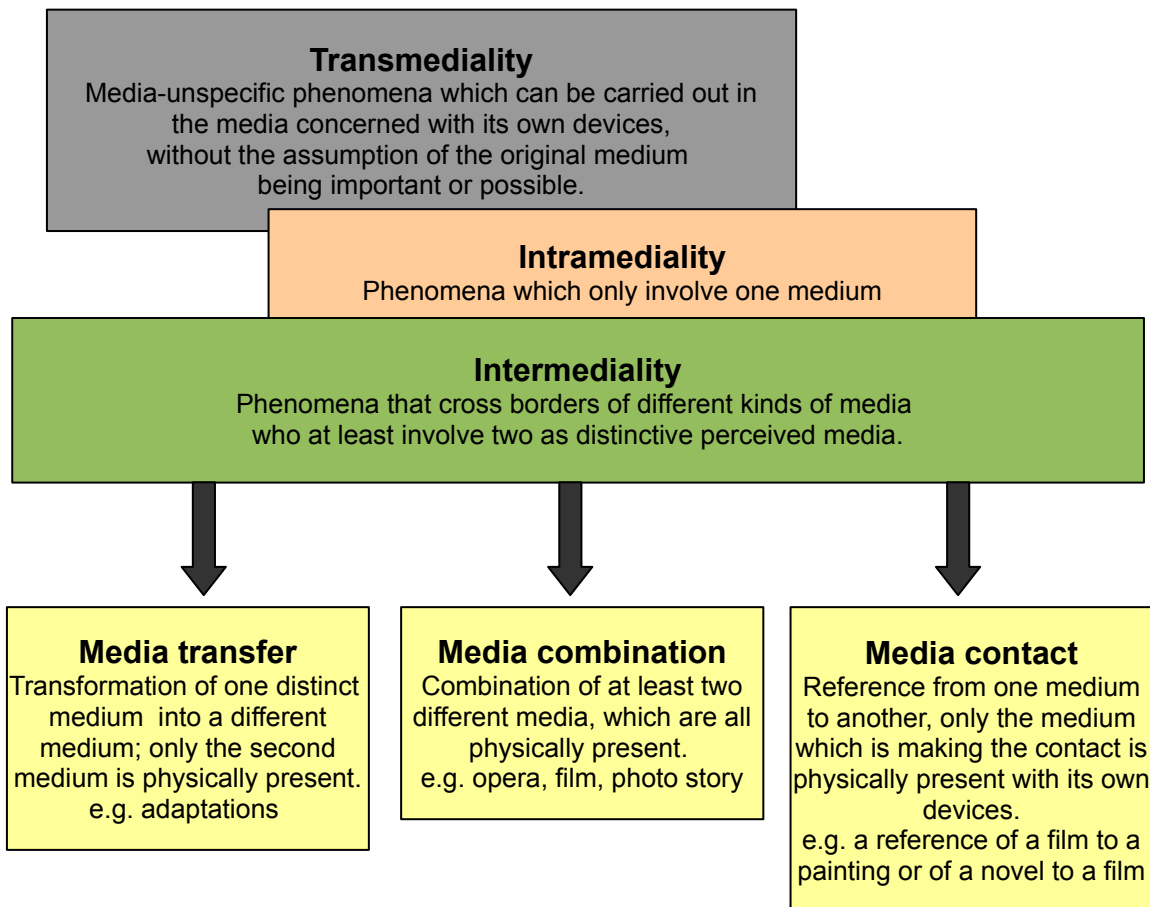 Transmediality
Media-unspecific phenomena which can be carried out in
the media concerned with its own devices,
without the assumption of the original medium
being important or possible.
Intramediality
Phenomena which only involve one medium
Intermediality
Phenomena that cross borders of different kinds of media
who at least involve two as distinctive perceived media.
Media transfer
Transformation of one distinct
medium into a different
medium; only the second
medium is physically present.
e.g. adaptations
Media combination
Combination of at least two
different media, which are all
physically present.
e.g. opera, film, photo story
Media contact
Reference from one medium
to another, only the medium
which is making the contact is
physically present with its own
devices.
e.g. a reference of a film to a
painting or of a novel to a film